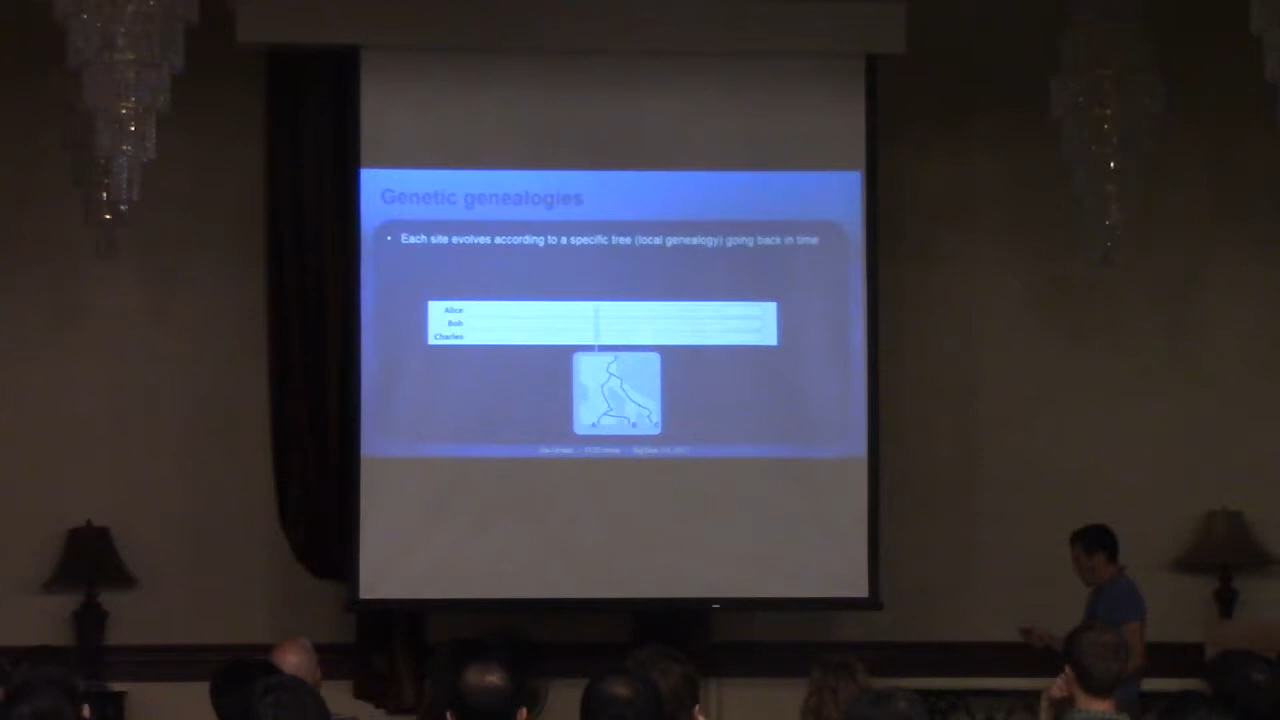 Genetic genealogies
• Each site evolves according to a specific tree (local genealogy) going back in time
Alice
Bob
Charles